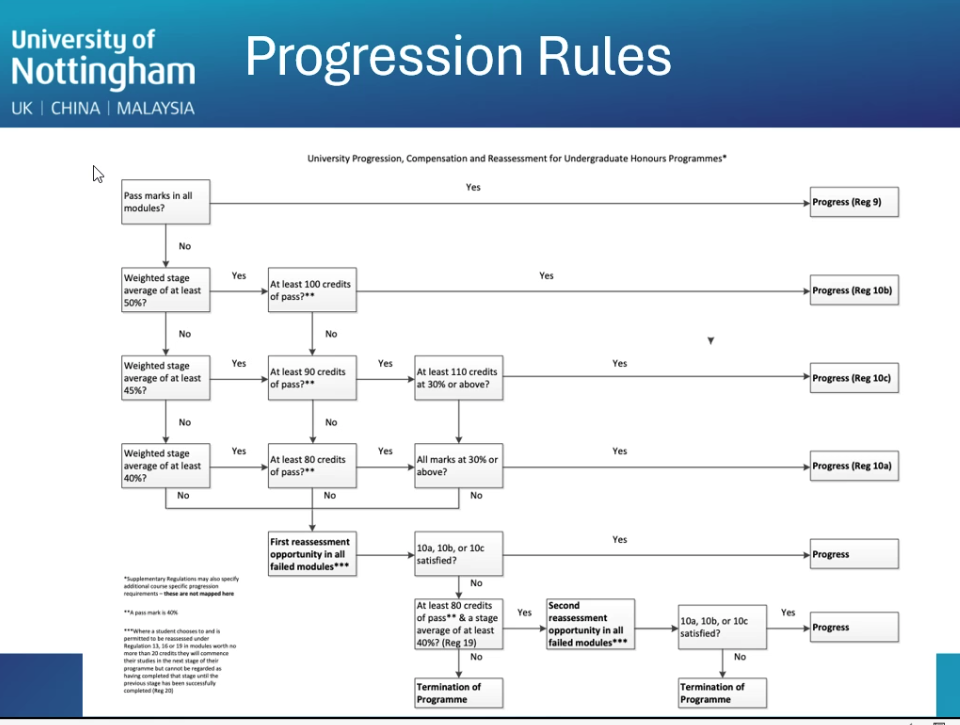 University of
Nottingham
UK | CHINA | MALAYSIA
Progression Rules
University Progression, Compensation and Reassessment for Undergraduate Honours Programmes*
Pass marks in all
modules?
Yes
Progress (Reg 9)
No
Weighted stage
average of at least
50%?
Yes
At least 100 credits
of pass?**
Yes
Progress (Reg 10b)
No
No
Weighted stage
average of at least
45%?
Yes
At least 90 credits
of pass?**
Yes
At least 110 credits
at 30% or above?
Yes
Progress (Reg 10c)
No
No
Weighted stage
average of at least
40%?
Yes
At least 80 credits
of pass?**
Yes
All marks at 30% or
above?
Yes
Progress (Reg 10a)
No
No
No
First reassessment
opportunity in all
failed modules***
10a, 10b, or 10c
satisfied?
Yes
Progress
No
At least 80 credits
of pass** & a stage
average of at least
40%? (Reg 19)
Yes
Second
reassessment
opportunity in all
failed modules***
10a, 10b, or 10c
satisfied?
Yes
Progress
No
No
Termination of
Programme
Termination of
Programme
*Supplementary Regulations may also specify
additional course specific progression
requirements – these are not mapped here
**A pass mark is 40%
***Where a student chooses to and is
permitted to be reassessed under
Regulation 13, 16 or 19 in modules worth no
more than 20 credits they will commence
their studies in the next stage of their
programme but cannot be regarded as
having completed that stage until the
previous stage has been successfully
completed (Reg 20)